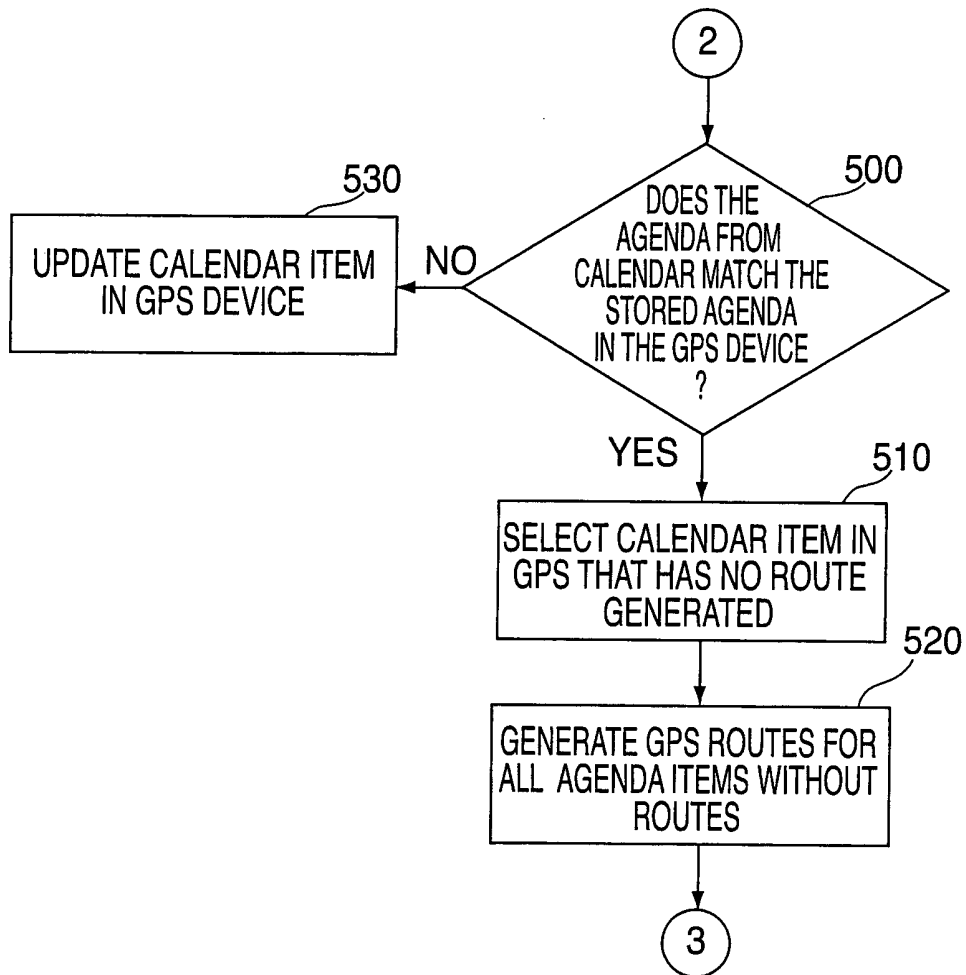 2
500
DOES THE
AGENDA FROM
CALENDAR MATCH THE
STORED AGENDA
IN THE GPS DEVICE
?
530
UPDATE CALENDAR ITEM
IN GPS DEVICE
NO
YES
510
SELECT CALENDAR ITEM IN
GPS THAT HAS NO ROUTE
GENERATED
520
GENERATE GPS ROUTES FOR
ALL AGENDA ITEMS WITHOUT
ROUTES
3